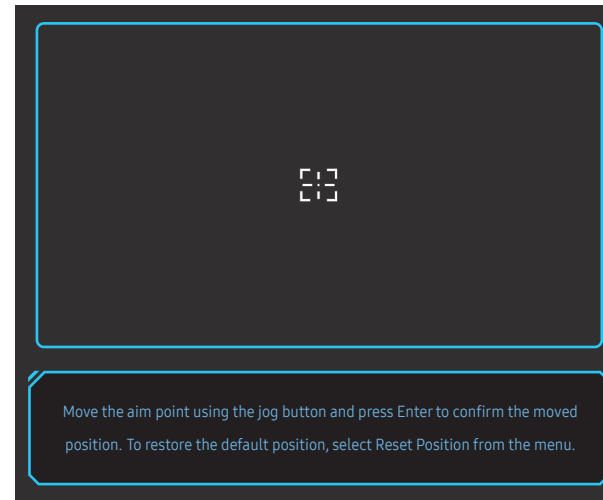 Move the aim point using the jog button and press Enter to confirm the moved
position. To restore the default position, select Reset Position from the menu.